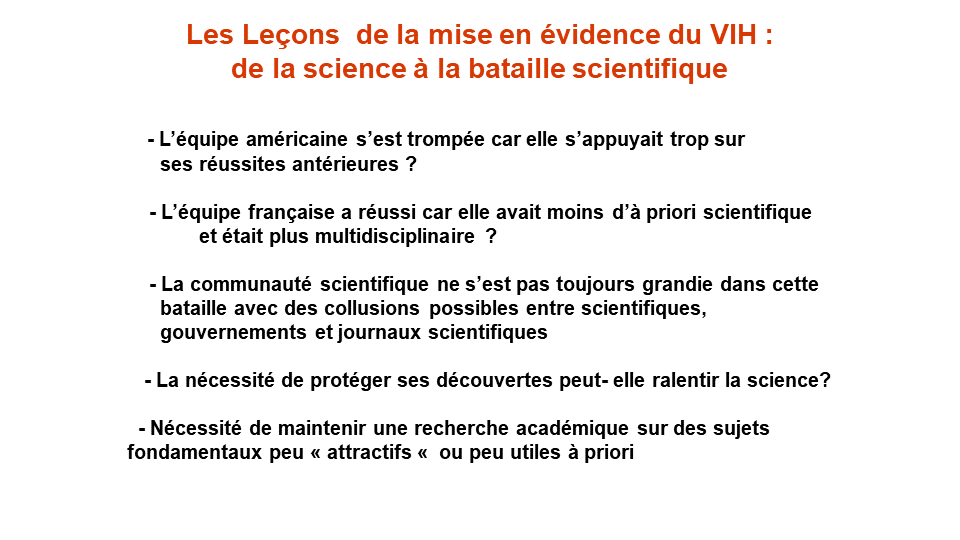 Les Leçons  de la mise en évidence du VIH :
de la science à la bataille scientifique
- L’équipe américaine s’est trompée car elle s’appuyait trop sur
ses réussites antérieures ?
- L’équipe française a réussi car elle avait moins d’à priori scientifique
et était plus multidisciplinaire  ?
- La communauté scientifique ne s’est pas toujours grandie dans cette
bataille avec des collusions possibles entre scientifiques,
gouvernements et journaux scientifiques
- La nécessité de protéger ses découvertes peut- elle ralentir la science?
- Nécessité de maintenir une recherche académique sur des sujets
fondamentaux peu « attractifs «  ou peu utiles à priori